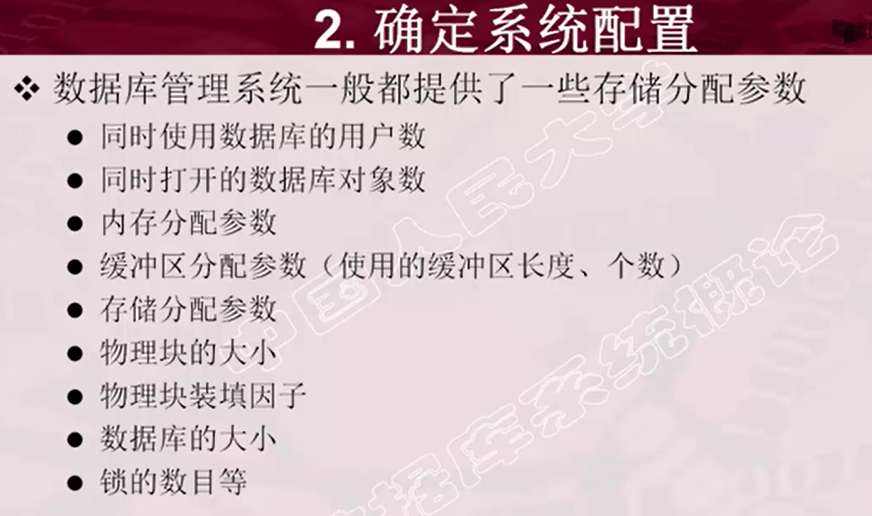 2. 确定系统配置
数据库管理系统一般都提供了一些存储分配参数
同时使用数据库的用户数
同时打开的数据库对象数
内存分配参数
缓冲区分配参数（使用的缓冲区长度、个数）
存储分配参数
物理块的大小
物理块装填因子
数据库的大小
锁的数目等
中国人民大学
数据库系统概论